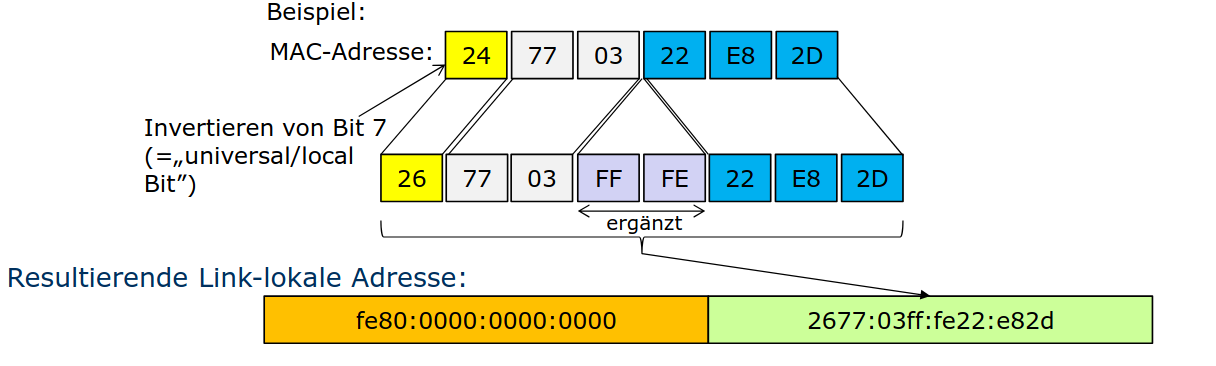 Beispiel:
MAC-Adresse: 24 77 03 22 E8 2D
Invertieren von Bit 7
(=„universal/local
Bit”)
26 77 03 FF FE 22 E8 2D
ergänzt
Resultierende Link-lokale Adresse:
fe80:0000:0000:0000 2677:03ff:fe22:e82d